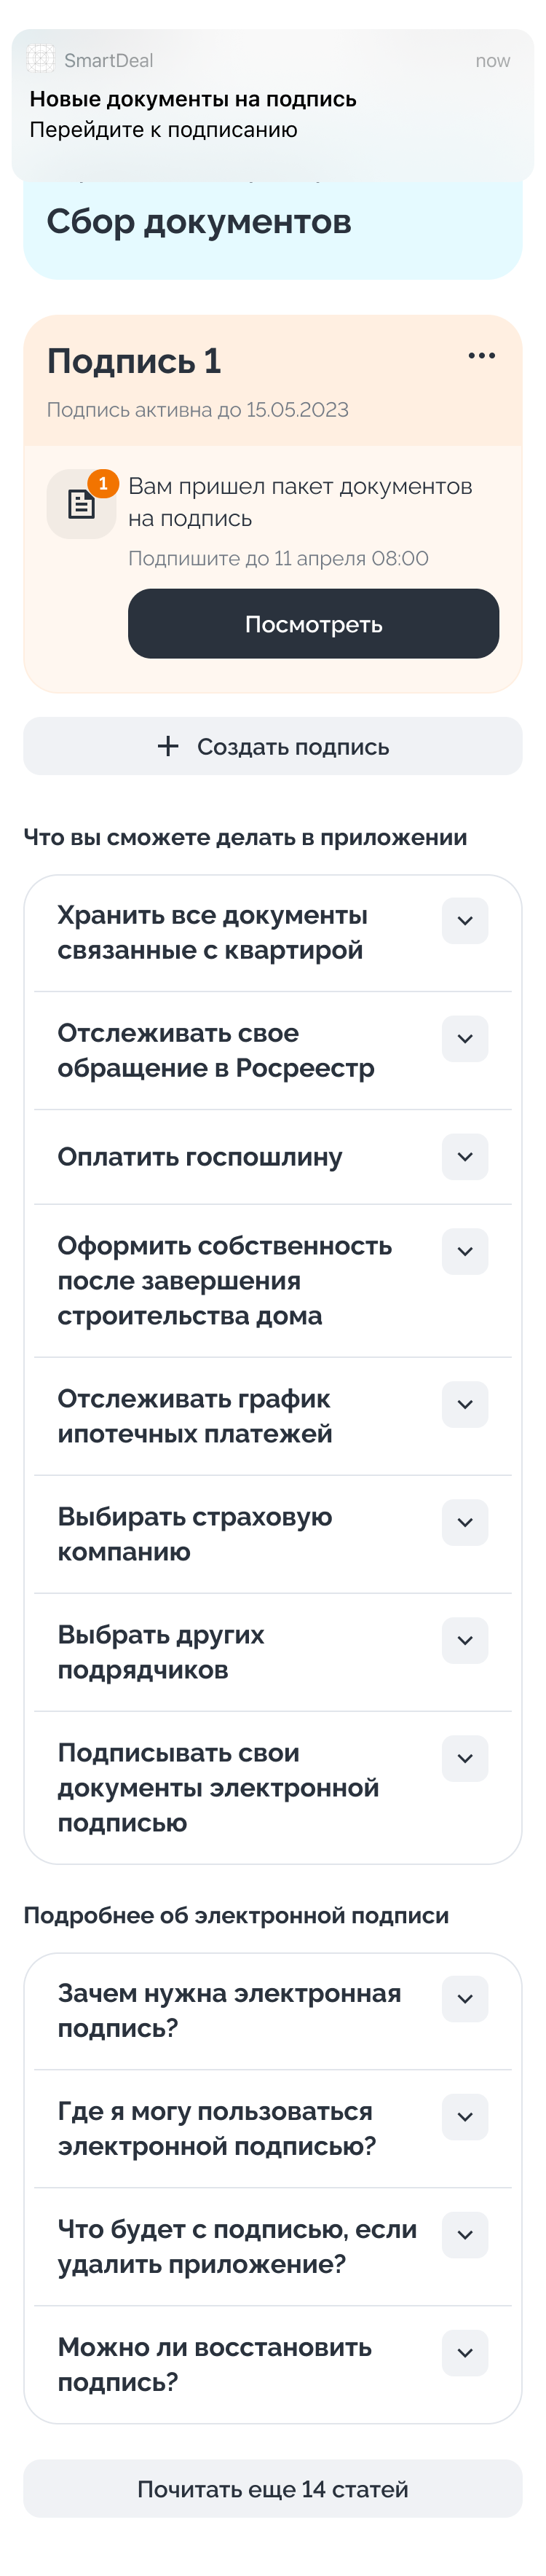 SmartDeal
now
Новые документы на подпись
Перейдите к подписанию
Сбор документов
Подпись 1
Подпись активна до 15.05.2023
1
Вам пришел пакет документов
на подпись
Подпишите до 11 апреля 08:00
Посмотреть
Создать подпись
Что вы сможете делать в приложении
Хранить все документы
связанные с квартирой
Отслеживать свое
обращение в Росреестр
Оплатить госпошлину
Оформить собственность
после завершения
строительства дома
Отслеживать график
ипотечных платежей
Выбирать страховую
компанию
Выбрать других
подрядчиков
Подписывать свои
документы электронной
подписью
Подробнее об электронной подписи
Зачем нужна электронная
подпись?
Где я могу пользоваться
электронной подписью?
Что будет с подписью, если
удалить приложение?
Можно ли восстановить
подпись?
Почитать еще 14 статей